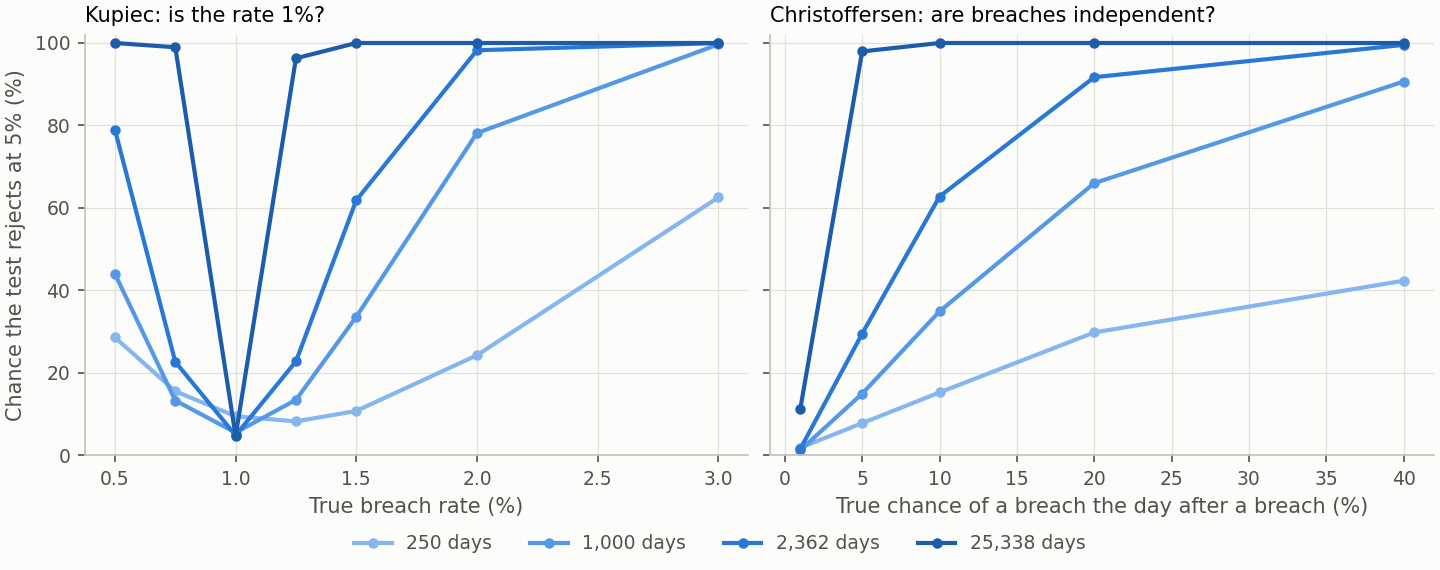 Kupiec: is the rate 1%?
Christoffersen: are breaches independent?
Chance the test rejects at 5% (%)
100
80
60
40
20
0
0.5 1.0 1.5 2.0 2.5 3.0
0 5 10 15 20 25 30 35 40
True breach rate (%)
True chance of a breach the day after a breach (%)
250 days 1,000 days 2,362 days 25,338 days